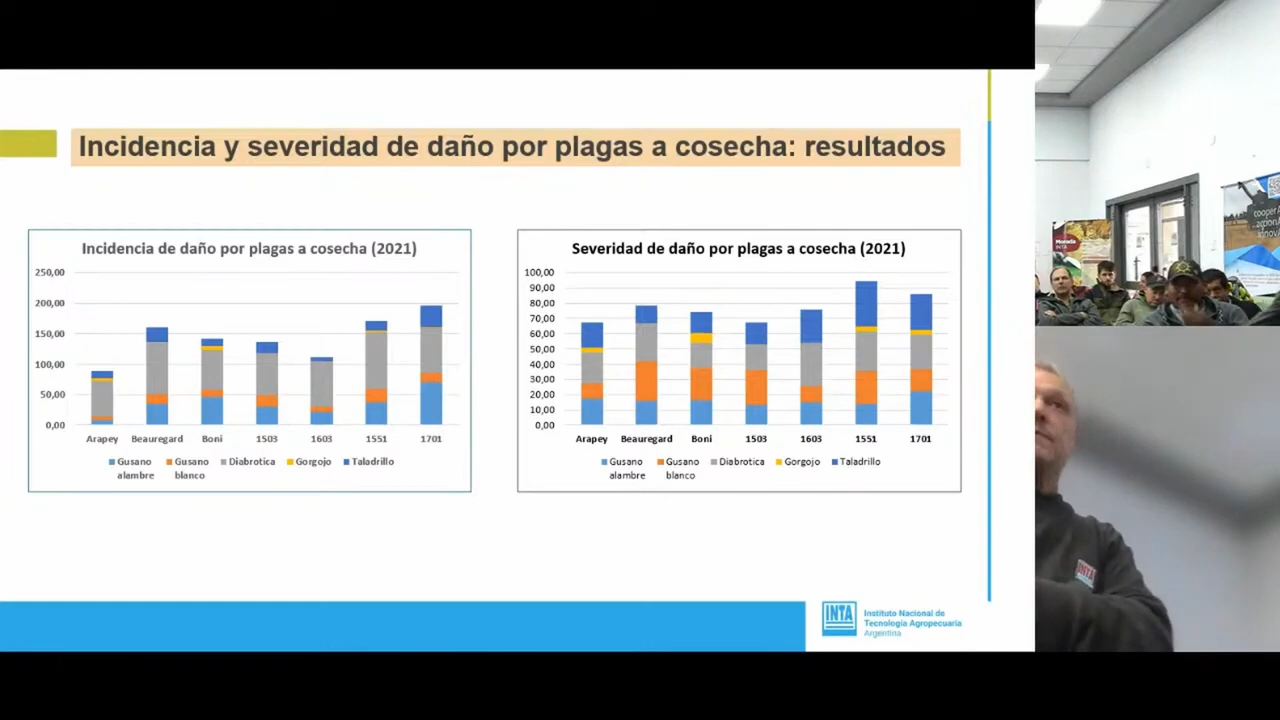 Incidencia y severidad de daño por plagas a cosecha: resultados
Incidencia de daño por plagas a cosecha (2021)
250,00
200,00
150,00
100,00
50,00
0,00
Arapey Beauregard Boni 1503 1603 1551 1701
Gusano alambre Gusano blanco Diabrotica Gorgojo Taladrillo
Severidad de daño por plagas a cosecha (2021)
100,00
90,00
80,00
70,00
60,00
50,00
40,00
30,00
20,00
10,00
0,00
Arapey Beauregard Boni 1503 1603 1551 1701
Gusano alambre Gusano blanco Diabrotica Gorgojo Taladrillo
INTA
Instituto Nacional de
Tecnología Agropecuaria
Argentina
INTA